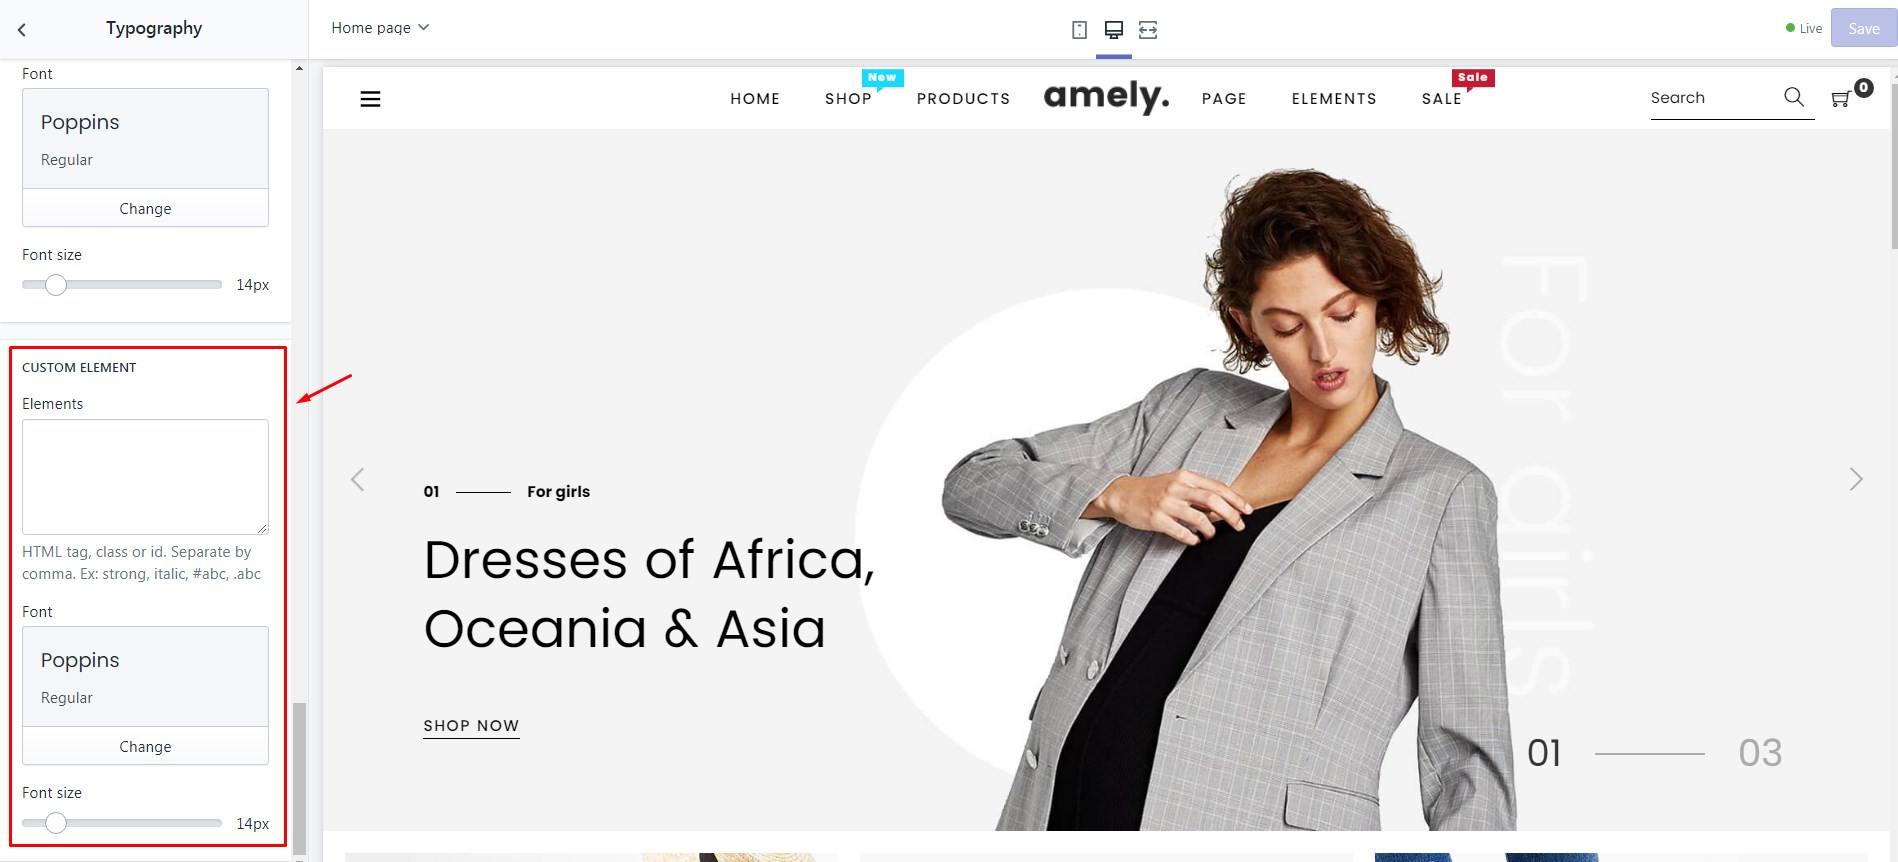 Typography
Home page
Live
Save
Font
Poppins
Regular
Change
Font size
14px
CUSTOM ELEMENT
Elements
HTML tag, class or id. Separate by
comma. Ex: strong, italic, #abc, .abc
Font
Poppins
Regular
Change
Font size
14px
New
Sale
HOME
SHOP
PRODUCTS
amely.
PAGE
ELEMENTS
SALE
Search
0
For girls
01
For girls
Dresses of Africa,
Oceania & Asia
SHOP NOW
01
03